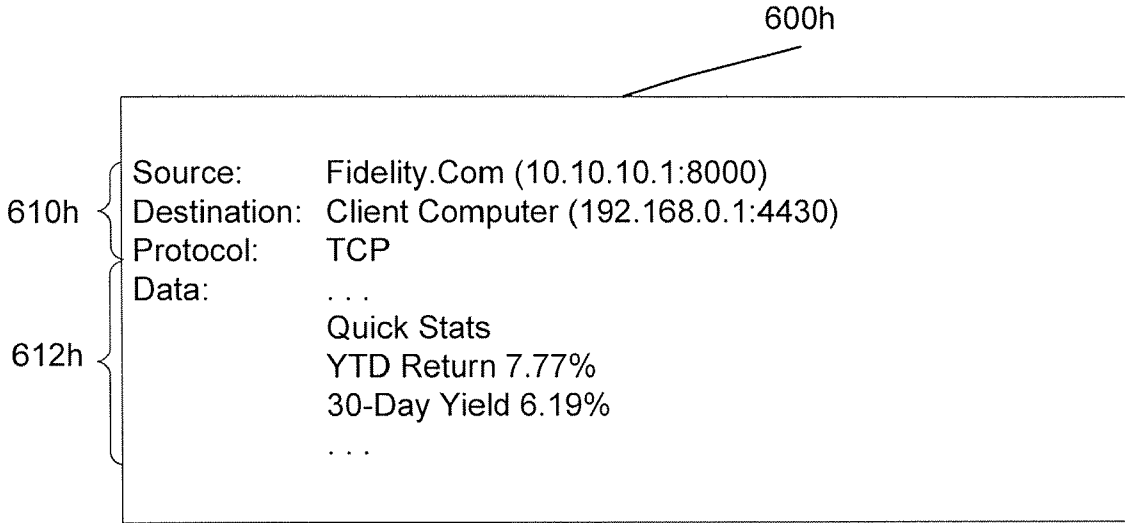 600h
610h
Source: Fidelity.Com (10.10.10.1:8000)
Destination: Client Computer (192.168.0.1:4430)
Protocol: TCP
612h
Data: . . .
Quick Stats
YTD Return 7.77%
30-Day Yield 6.19%
. . .